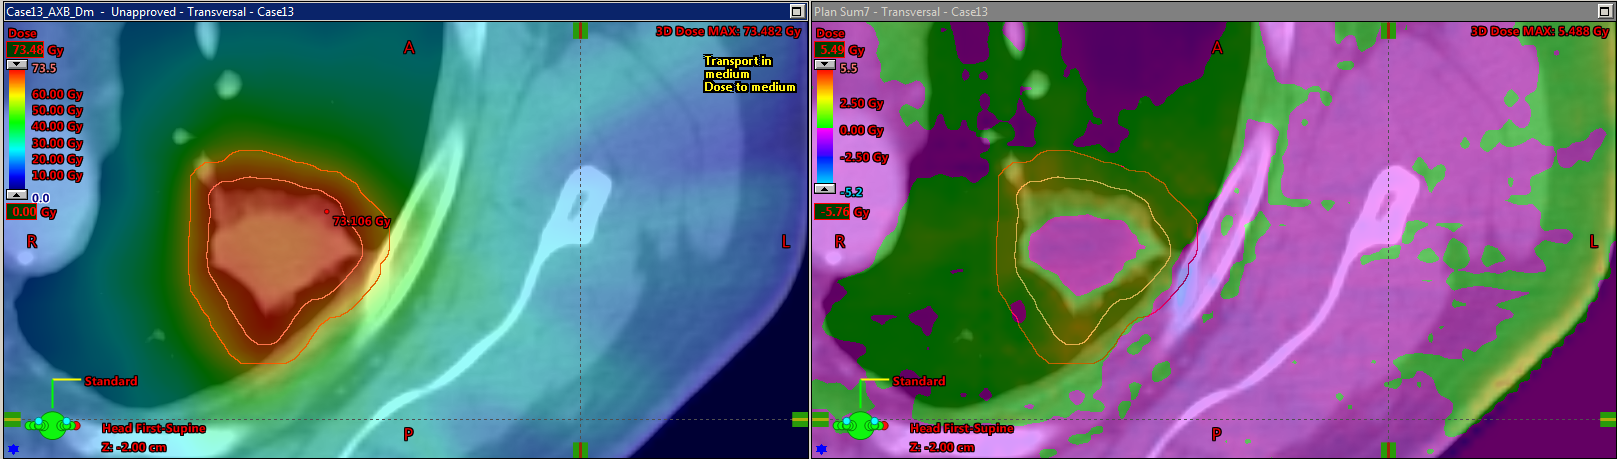 Case13_AXB_Dm - Unapproved - Transversal - Case13
Dose
73.48 Gy
73.5
60.00 Gy
50.00 Gy
40.00 Gy
30.00 Gy
20.00 Gy
10.00 Gy
0.0
0.00 Gy
A
3D Dose MAX: 73.482 Gy
Transport in
medium
Dose to medium
73.106 Gy
R
L
Standard
Head First-Supine
Z: -2.00 cm
P
Plan Sum7 - Transversal - Case13
Dose
5.49 Gy
5.5
2.50 Gy
0.00 Gy
-2.50 Gy
-5.2
-5.76 Gy
A
3D Dose MAX: 5.488 Gy
R
L
Standard
Head First-Supine
Z: -2.00 cm
P